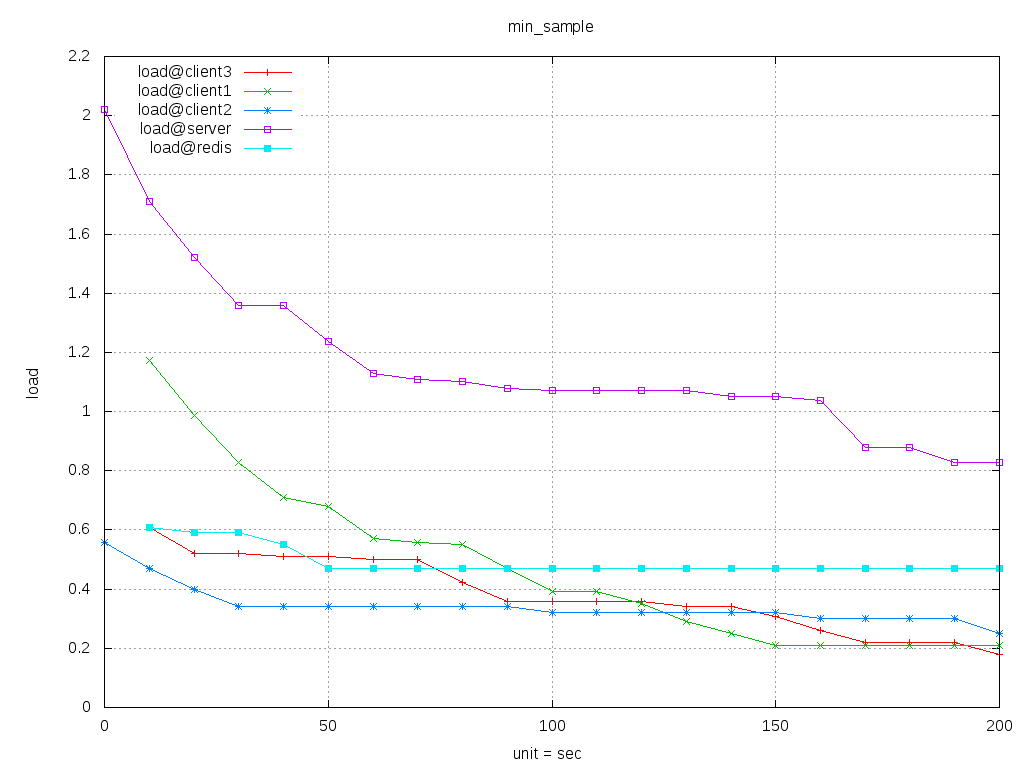 min_sample
load@client3
load@client1
load@client2
load@server
load@redis
load
2.2
2
1.8
1.6
1.4
1.2
1
0.8
0.6
0.4
0.2
0
0 50 100 150 200
unit = sec